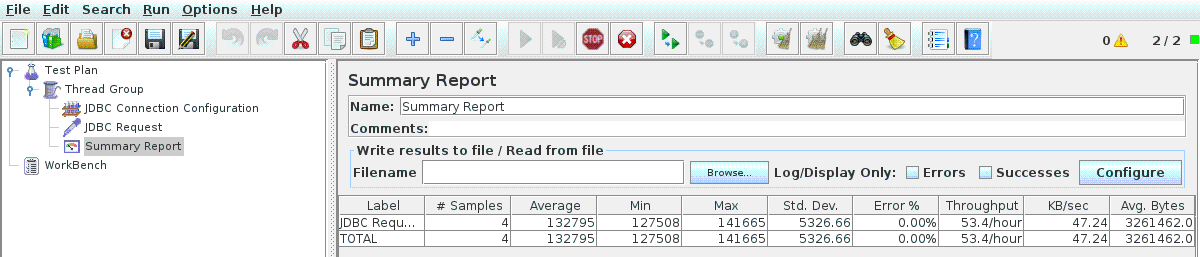 File Edit Search Run Options Help
STOP
0 2 / 2
Test Plan
Thread Group
JDBC Connection Configuration
JDBC Request
Summary Report
WorkBench
Summary Report
Name: Summary Report
Comments:
Write results to file / Read from file
Filename Browse... Log/Display Only: Errors Successes Configure
Label # Samples Average Min Max Std. Dev. Error % Throughput KB/sec Avg. Bytes
JDBC Requ... 4 132795 127508 141665 5326.66 0.00% 53.4/hour 47.24 3261462.0
TOTAL 4 132795 127508 141665 5326.66 0.00% 53.4/hour 47.24 3261462.0